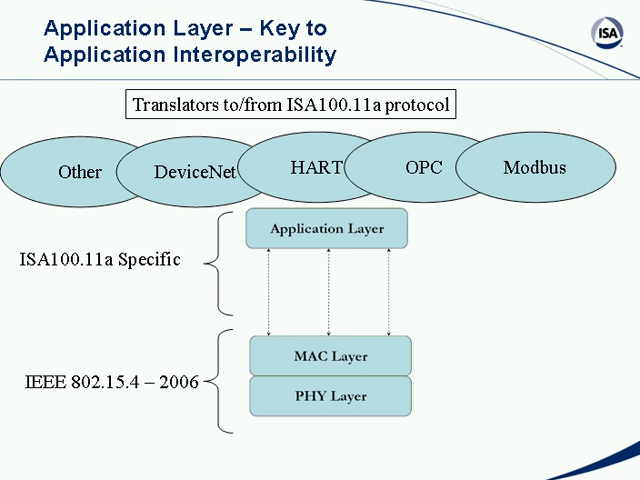 Application Layer – Key to
Application Interoperability
ISA
Translators to/from ISA100.11a protocol
Other
DeviceNet
HART
OPC
Modbus
Application Layer
ISA100.11a Specific
MAC Layer
IEEE 802.15.4 – 2006
PHY Layer